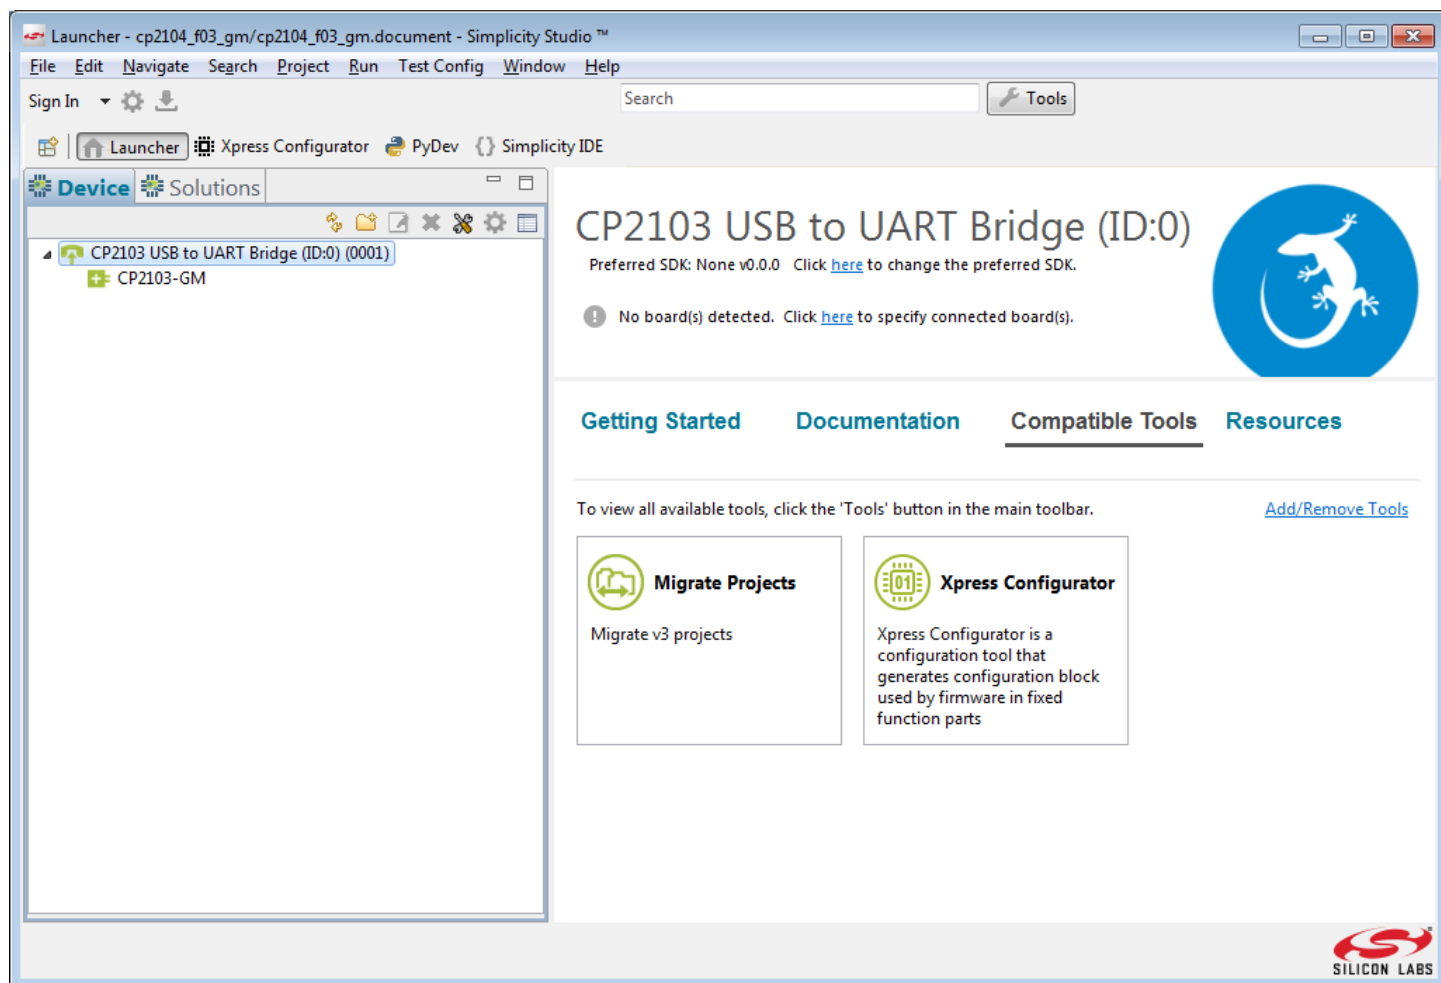 Launcher - cp2104_f03_gm/cp2104_f03_gm.document - Simplicity Studio ™
File Edit Navigate Search Project Run Test Config Window Help
Sign In Search Tools
Launcher Xpress Configurator PyDev {} Simplicity IDE
Device Solutions
CP2103 USB to UART Bridge (ID:0) (0001)
CP2103-GM
CP2103 USB to UART Bridge (ID:0)
Preferred SDK: None v0.0.0 Click here to change the preferred SDK.
No board(s) detected. Click here to specify connected board(s).
Getting Started Documentation Compatible Tools Resources
To view all available tools, click the 'Tools' button in the main toolbar. Add/Remove Tools
Migrate Projects
Migrate v3 projects
01
Xpress Configurator
Xpress Configurator is a
configuration tool that
generates configuration block
used by firmware in fixed
function parts
SILICON LABS